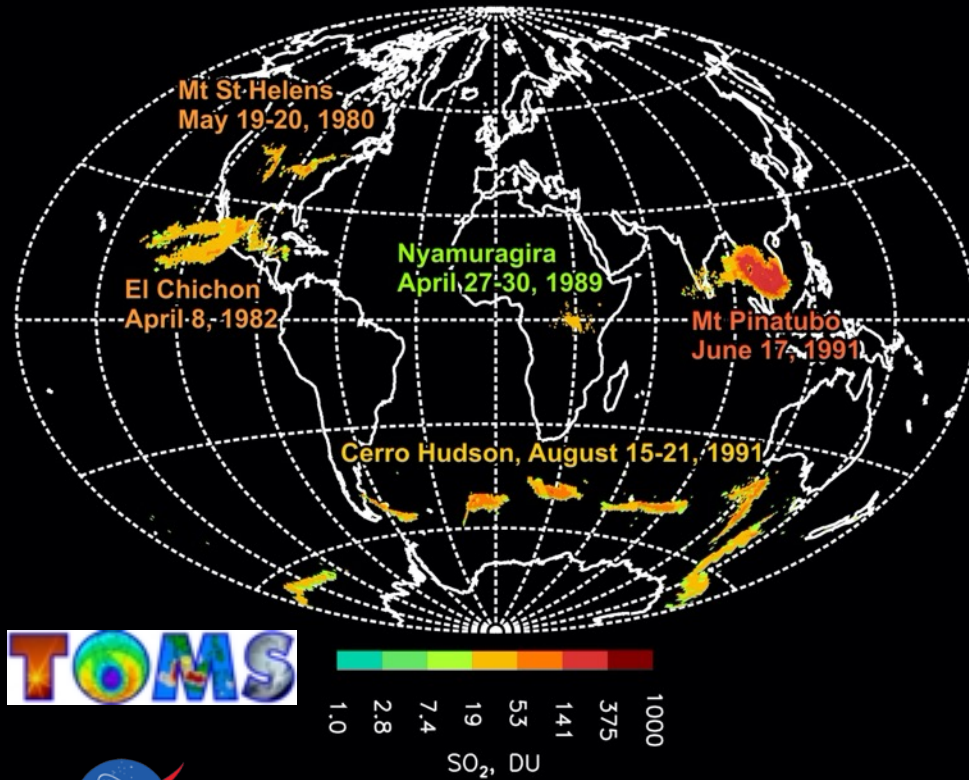 Mt St Helens
May 19-20, 1980
Nyamuragira
April 27-30, 1989
El Chichon
April 8, 1982
Mt Pinatubo
June 17, 1991
Cerro Hudson, August 15-21, 1991
TOMS
1.0 2.8 7.4 19 53 141 375 1000
SO₂, DU